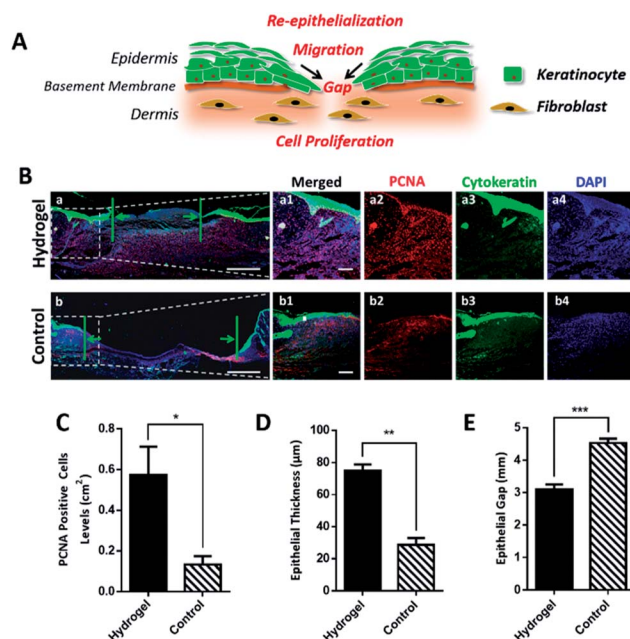 A
Re-epithelialization
Migration
Gap
Epidermis
Basement Membrane
Dermis
Cell Proliferation
Keratinocyte
Fibroblast
B
Merged
PCNA
Cytokeratin
DAPI
Hydrogel
a
a1
a2
a3
a4
Control
b
b1
b2
b3
b4
C
PCNA Positive Cells
Levels (cm²)
0.8
0.6
0.4
0.2
0.0
*
Hydrogel
Control
D
Epithelial Thickness (μm)
100
80
60
40
20
0
**
Hydrogel
Control
E
Epithelial Gap (mm)
5
4
3
2
1
0
***
Hydrogel
Control